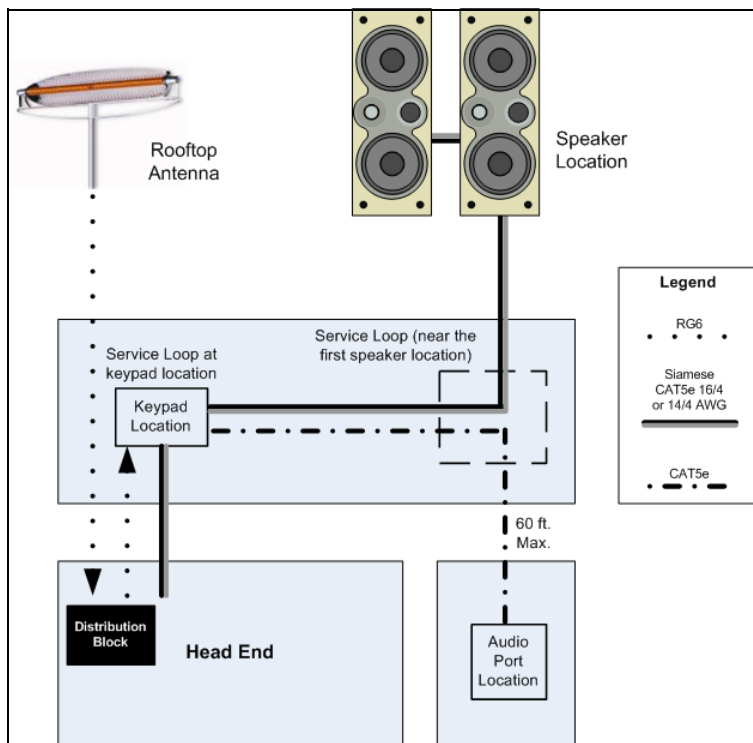 Rooftop
Antenna
Speaker
Location
Legend
RG6
Siamese
CAT5e 16/4
or 14/4 AWG
CAT5e
Service Loop (near the
first speaker location)
Service Loop at
keypad location
Keypad
Location
60 ft.
Max.
Distribution
Block
Head End
Audio
Port
Location